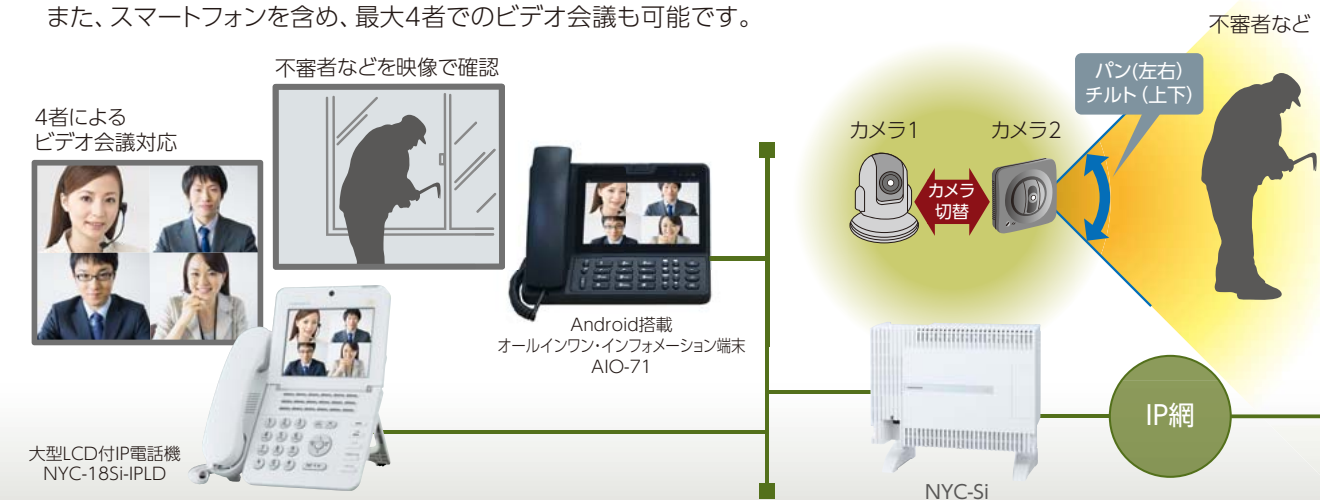 また、スマートフォンを含め、最大4者でのビデオ会議も可能です。
不審者など
不審者などを映像で確認
パン(左右)
チルト(上下)
4者による
ビデオ会議対応
カメラ1
カメラ2
カメラ
切替
Android搭載
オールインワン・インフォメーション端末
AIO-71
IP網
大型LCD付IP電話機
NYC-18Si-IPLD
NYC-Si